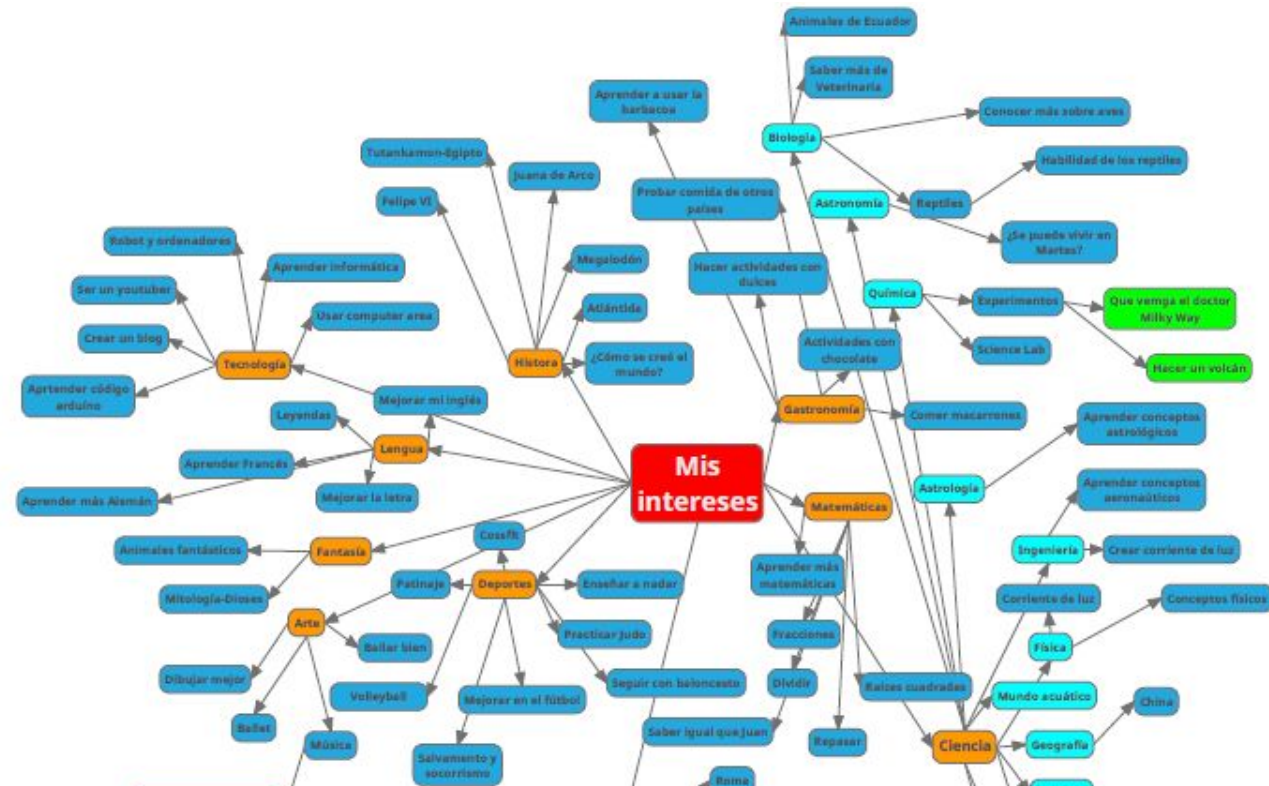 Animales de Ecuador
Saber más de
Veterinaria
Aprender a usar la
barbacoa
Conocer más sobre aves
Biología
Tutankamon-Egipto
Habilidad de los reptiles
Juana de Arco
Probar comida de otros
países
Felipe VI
Astronomía
Reptiles
¿Se puede vivir en
Martes?
Robot y ordenadores
Megalodón
Aprender informática
Hacer actividades con
dulces
Ser un youtuber
Química
Experimentos
Que vemga el doctor
Milky Way
Atlántida
Usar computer area
Crear un blog
Actividades con
chocolate
Science Lab
Tecnología
Histora
¿Cómo se creó el
mundo?
Hacer un volcán
Aprtender código
arduíno
Mejorar mi inglés
Leyendas
Gastronomía
Comer macarrones
Aprender conceptos
astrológicos
Lengua
Aprender Francés
Mis
intereses
Aprender más Alemán
Mejorar la letra
Astrología
Aprender conceptos
aeronaúticos
Matemáticas
Cossfit
Animales fantásticos
Fantasía
Ingeniería
Crear corriente de luz
Aprender más
matemáticas
Patinaje
Deportes
Enseñar a nadar
Mitología-Dioses
Corriente de luz
Conceptos físicos
Arte
Practicar Judo
Fracciones
Bailar bien
Física
Dibujar mejor
Seguir con baloncesto
Dividir
Raíces cuadradas
Volleyball
Mejorar en el fútbol
Mundo acuático
China
Ballet
Música
Saber igual que Juan
Repasar
Ciencia
Geografía
Salvamento y
socorrismo
Roma